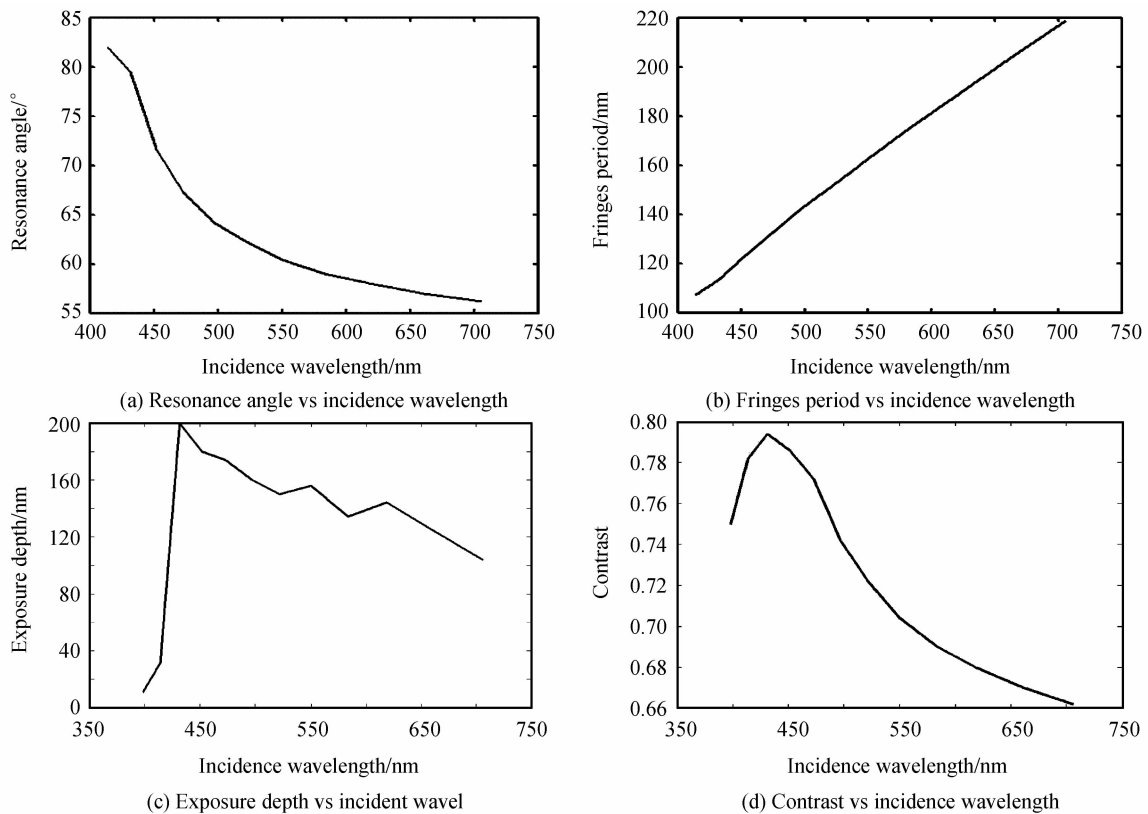 85
80
75
70
65
60
55
400 450 500 550 600 650 700 750
Resonance angle/°
Incidence wavelength/nm
(a) Resonance angle vs incidence wavelength
220
200
180
160
140
120
100
400 450 500 550 600 650 700 750
Fringes period/nm
Incidence wavelength/nm
(b) Fringes period vs incidence wavelength
200
160
120
80
40
0
350 450 550 650 750
Exposure depth/nm
Incidence wavelength/nm
(c) Exposure depth vs incident wavel
0.80
0.78
0.76
0.74
0.72
0.70
0.68
0.66
350 450 550 650 750
Contrast
Incidence wavelength/nm
(d) Contrast vs incidence wavelength